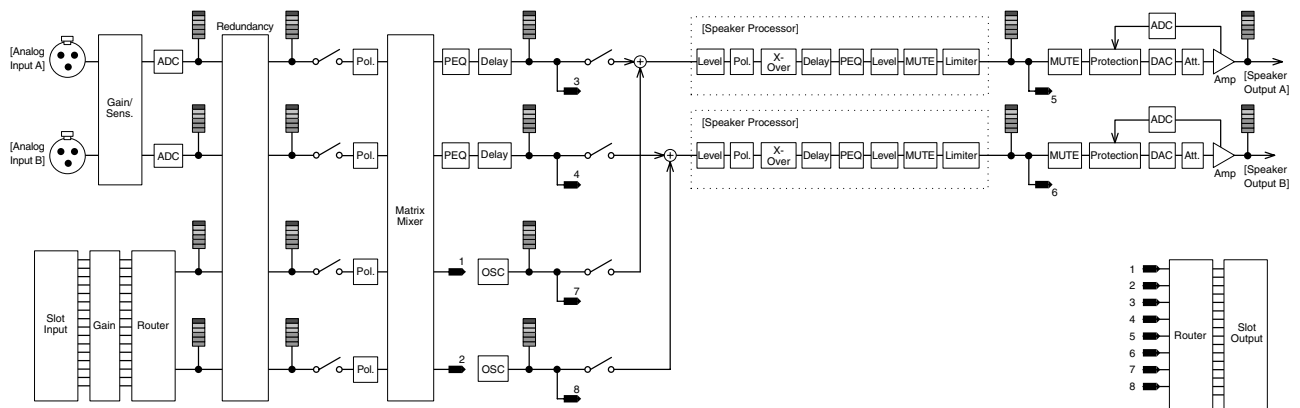 Redundancy
[Speaker Processor]
ADC
[Analog
Input A]
ADC
Pol.
PEQ
Delay
3
Level
Pol.
X-
Over
Delay
PEQ
Level
MUTE
Limiter
5
MUTE
Protection
DAC
Att.
Amp
[Speaker
Output A]
Gain/
Sens.
[Speaker Processor]
ADC
[Analog
Input B]
ADC
Pol.
PEQ
Delay
4
Level
Pol.
X-
Over
Delay
PEQ
Level
MUTE
Limiter
6
MUTE
Protection
DAC
Att.
Amp
[Speaker
Output B]
Matrix
Mixer
Pol.
1
OSC
7
Slot
Input
Gain
Router
Pol.
2
OSC
8
1
2
3
4
5
6
7
8
Router
Slot
Output